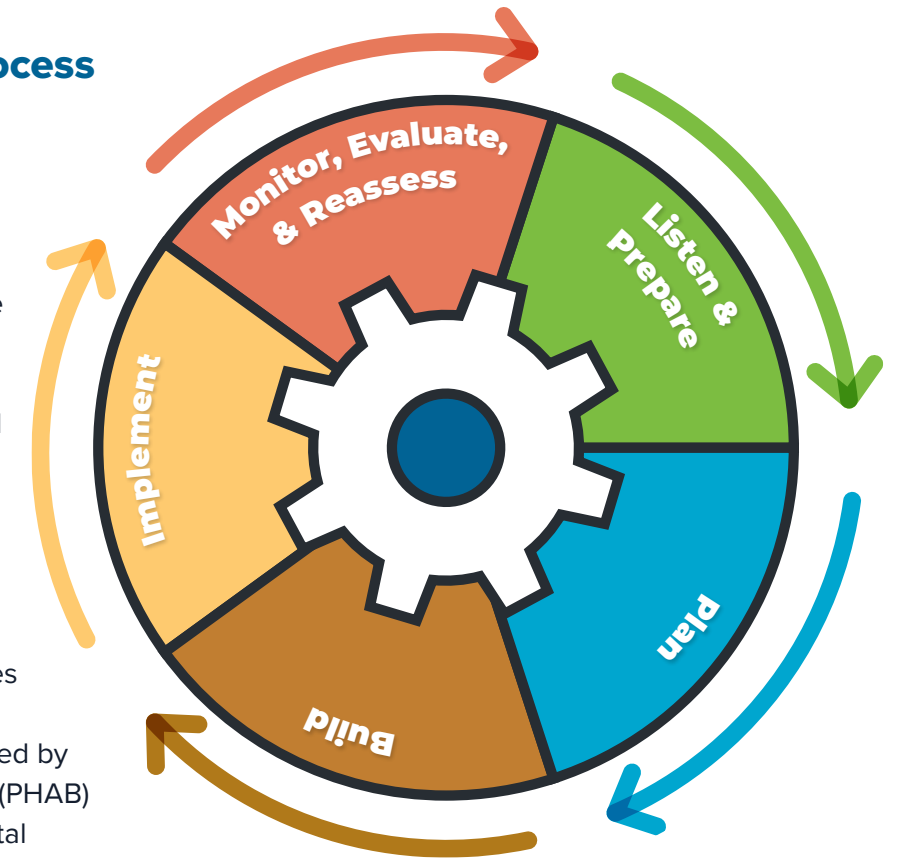 ocess
e
es
ed by
(PHAB)
tal
Monitor, Evaluate,
& Reassess
Listen &
Prepare
Plan
Build
Implement